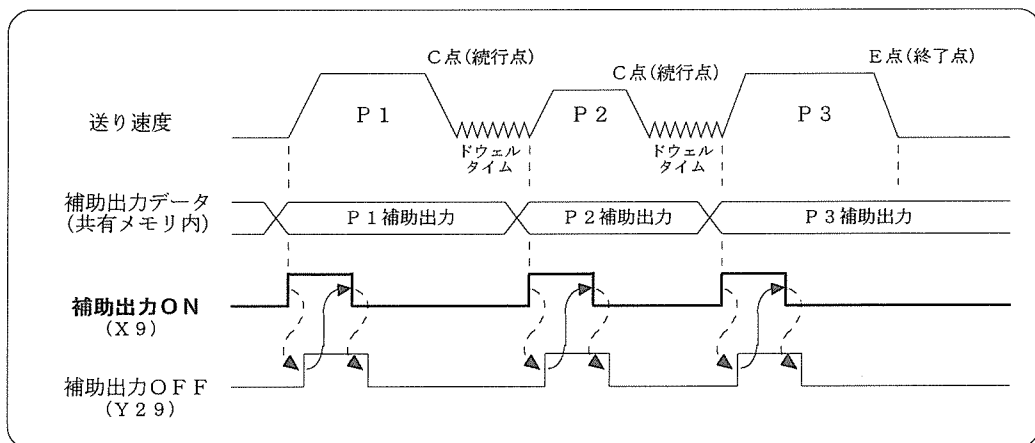 C点(続行点)
E点(終了点)
C点(続行点)
送り速度
P1
P2
P3
ドウェル
タイム
ドウェル
タイム
補助出力データ
(共有メモリ内)
P1補助出力
P2補助出力
P3補助出力
補助出力ON
(X9)
補助出力OFF
(Y29)